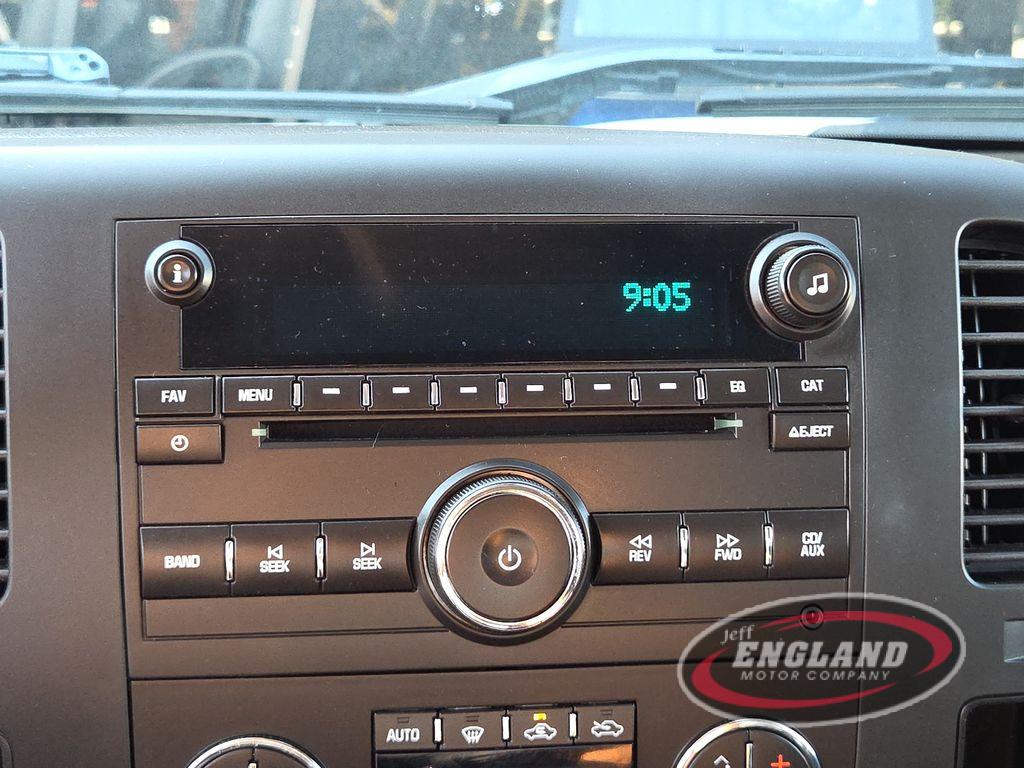 i
9:05
FAV
MENU
EQ
CAT
EJECT
BAND
SEEK
SEEK
REV
FWD
CD/
AUX
Jeff
ENGLAND
MOTOR COMPANY
AUTO